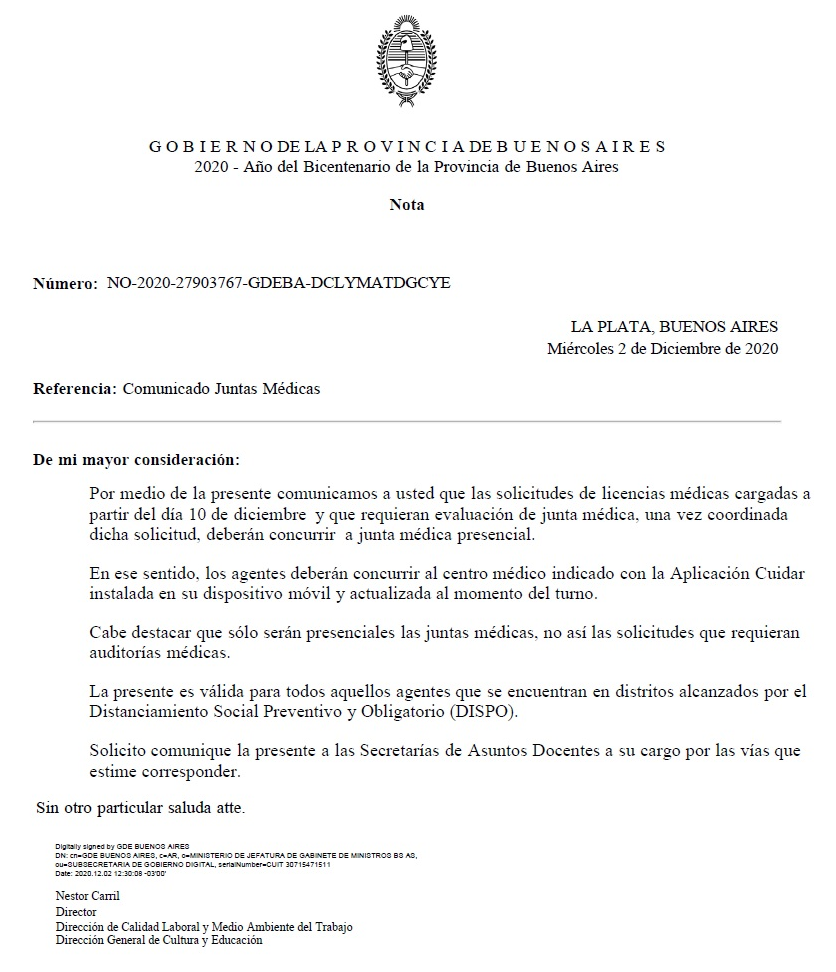 G O B I E R N O D E L A P R O V I N C I A D E B U E N O S A I R E S
2020 - Año del Bicentenario de la Provincia de Buenos Aires
Nota
Número: NO-2020-27903767-GDEBA-DCLYMATDGCYE
LA PLATA, BUENOS AIRES
Miércoles 2 de Diciembre de 2020
Referencia: Comunicado Juntas Médicas
De mi mayor consideración:
Por medio de la presente comunicamos a usted que las solicitudes de licencias médicas cargadas a
partir del día 10 de diciembre y que requieran evaluación de junta médica, una vez coordinada
dicha solicitud, deberán concurrir a junta médica presencial.
En ese sentido, los agentes deberán concurrir al centro médico indicado con la Aplicación Cuidar
instalada en su dispositivo móvil y actualizada al momento del turno.
Cabe destacar que sólo serán presenciales las juntas médicas, no así las solicitudes que requieran
auditorías médicas.
La presente es válida para todos aquellos agentes que se encuentran en distritos alcanzados por el
Distanciamiento Social Preventivo y Obligatorio (DISPO).
Solicito comunique la presente a las Secretarías de Asuntos Docentes a su cargo por las vías que
estime corresponder.
Sin otro particular saluda atte.
Digitally signed by GDE BUENOS AIRES
DN: cn=GDE BUENOS AIRES, c=AR, o=MINISTERIO DE JEFATURA DE GABINETE DE MINISTROS BS AS,
ou=SUBSECRETARIA DE GOBIERNO DIGITAL, serialNumber=CUIT 30715471511
Date: 2020.12.02 12:30:08 -03'00'
Nestor Carril
Director
Dirección de Calidad Laboral y Medio Ambiente del Trabajo
Dirección General de Cultura y Educación